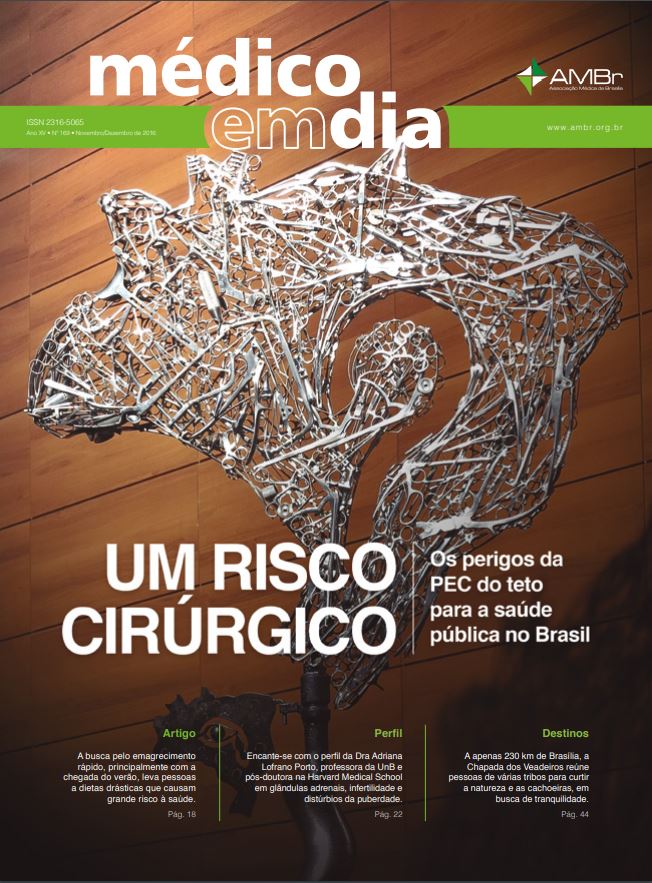 médico
emdia
AMBr
Associação Médica de Brasília
ISSN 2316-5065
Ano XV • Nº 169 • Novembro/Dezembro de 2016
www.ambr.org.br
UM RISCO
CIRÚRGICO
Os perigos da
PEC do teto
para a saúde
pública no Brasil
Artigo
A busca pelo emagrecimento
rápido, principalmente com a
chegada do verão, leva pessoas
a dietas drásticas que causam
grande risco à saúde.
Pág. 18
Perfil
Encante-se com o perfil da Dra Adriana
Lofrano Porto, professora da UnB e
pós-doutora na Harvard Medical School
em glândulas adrenais, infertilidade e
distúrbios da puberdade.
Pág. 22
Destinos
A apenas 230 km de Brasília, a
Chapada dos Veadeiros reúne
pessoas de várias tribos para curtir
a natureza e as cachoeiras, em
busca de tranquilidade.
Pág. 44